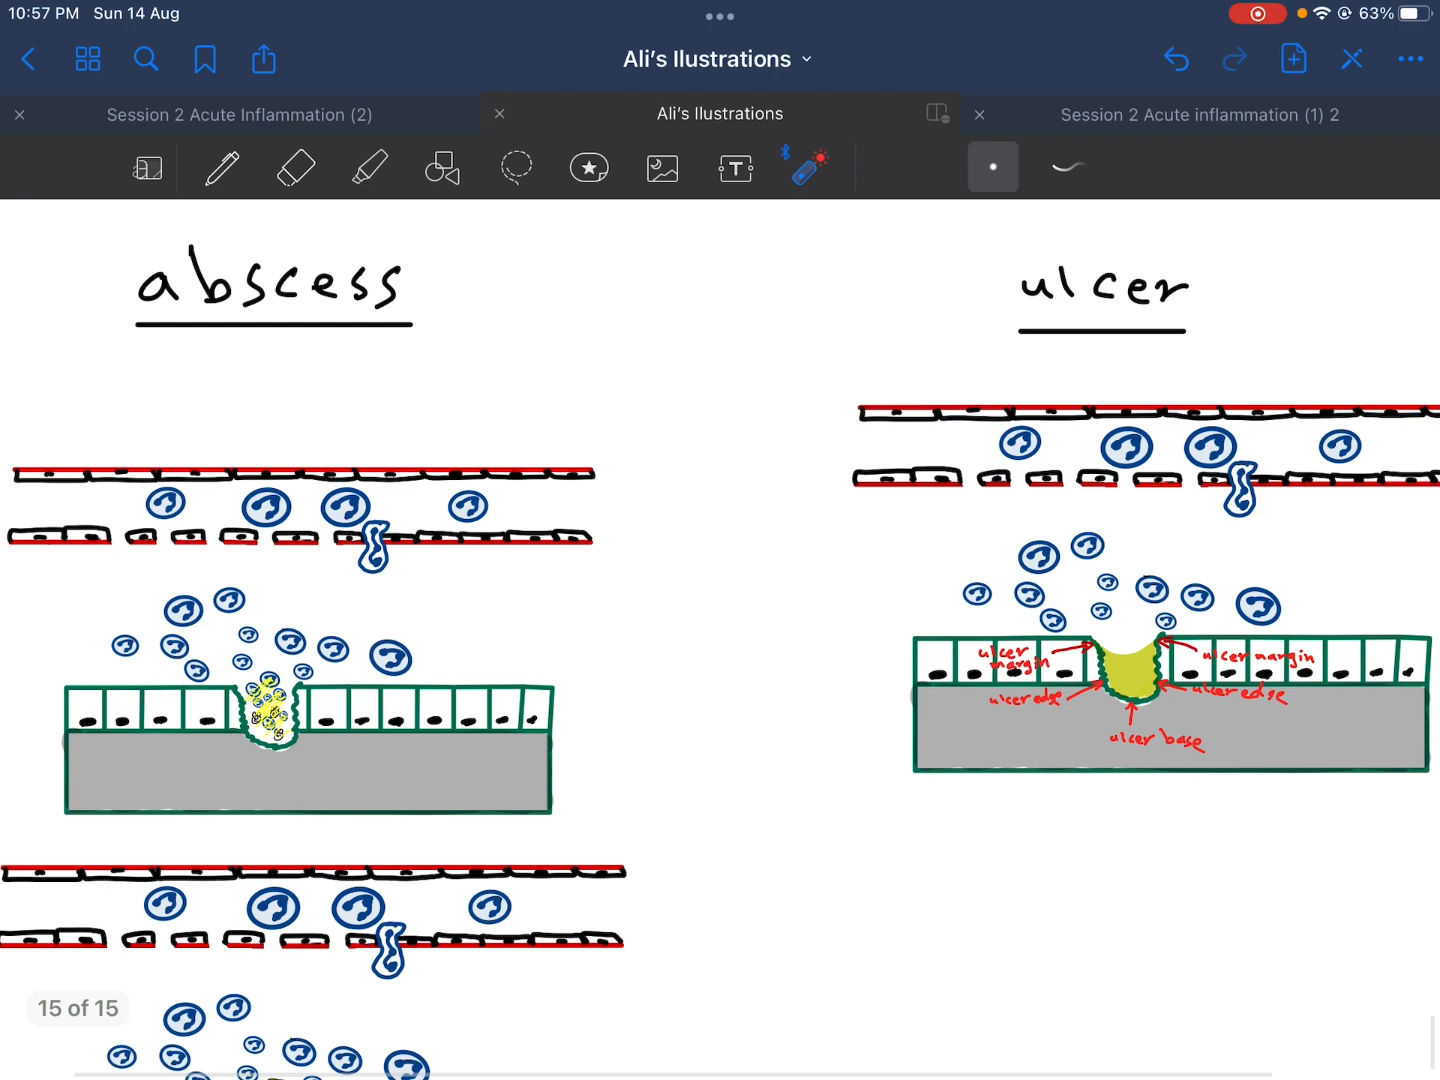 10:57 PM Sun 14 Aug
63%
Ali's Ilustrations
Session 2 Acute Inflammation (2)
Ali's Ilustrations
Session 2 Acute inflammation (1) 2
a
T
abscess
ulcer
ulcer margin
ulcer margin
ulcer edge
ulcer edge
ulcer base
15 of 15